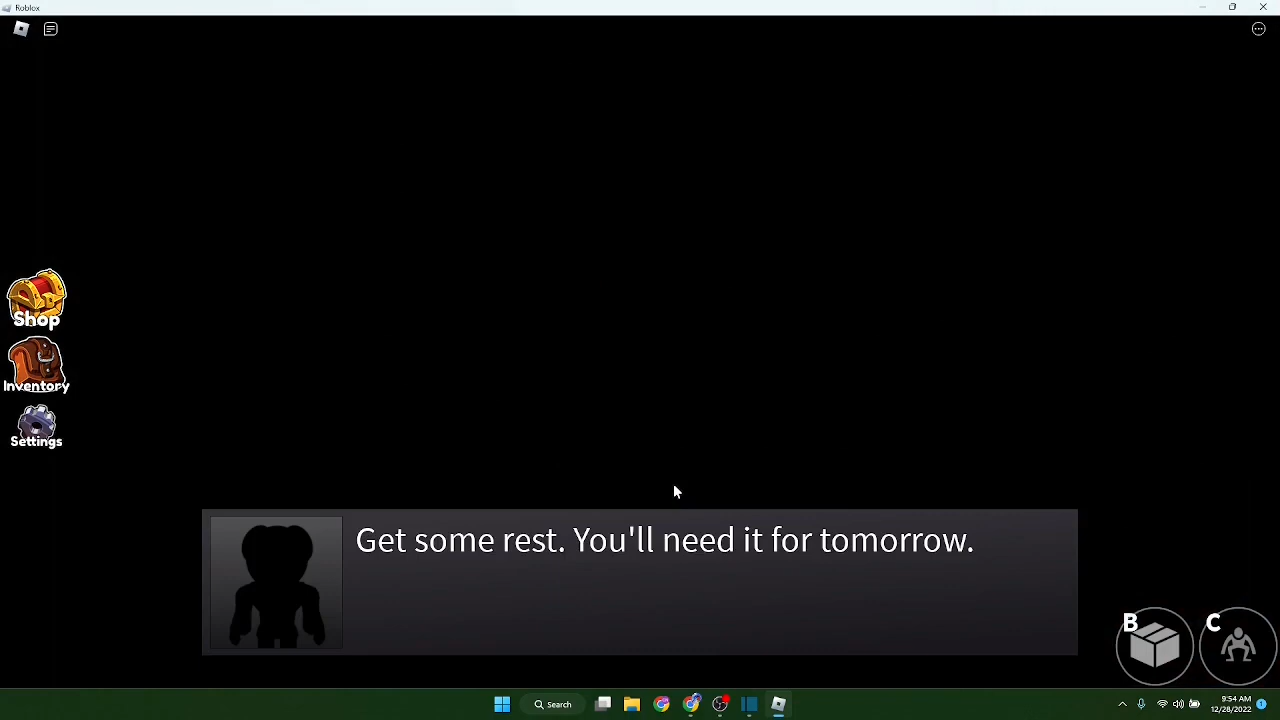 Roblox
Shop
Inventory
Settings
Get some rest. You'll need it for tomorrow.
B
C
Search
9:54 AM
12/28/2022
1